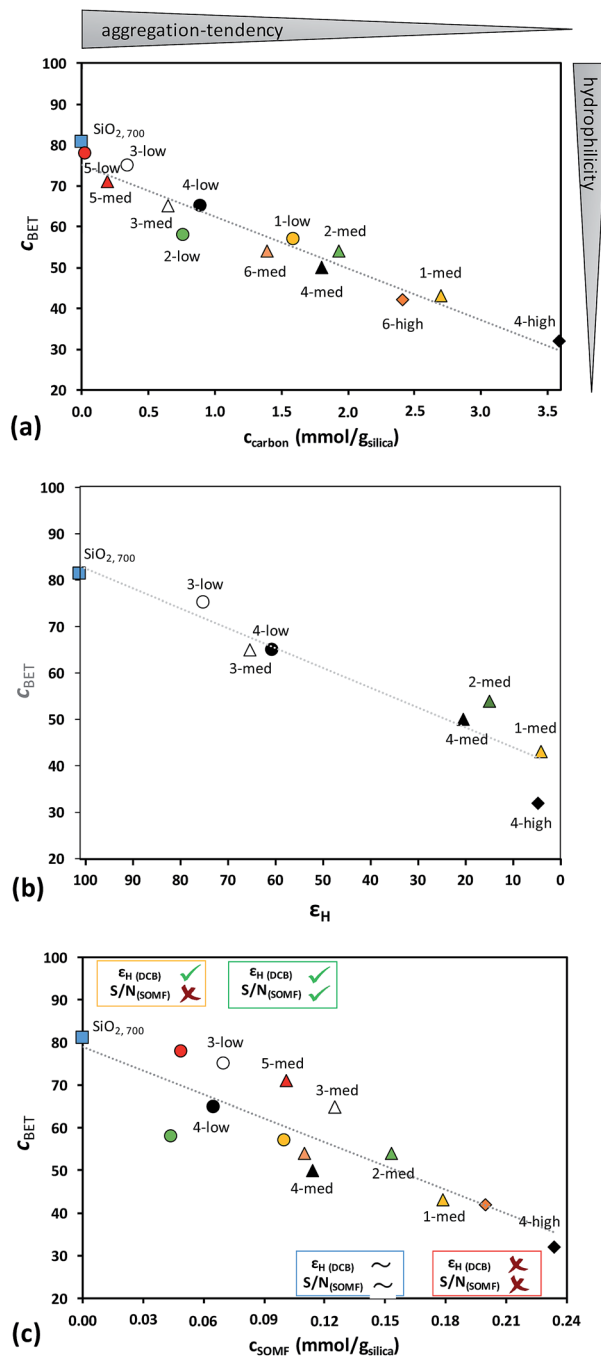 aggregation-tendency
hydrophilicity
100
90
80
70
60
50
40
30
20
c_BET
SiO2,700
3-low
5-low
5-med
4-low
3-med
2-low
1-low
2-med
6-med
4-med
1-med
6-high
4-high
0.0 0.5 1.0 1.5 2.0 2.5 3.0 3.5
(a)
c_carbon (mmol/g_silica)
100
90
80
70
60
50
40
30
20
c_BET
SiO2,700
3-low
4-low
3-med
2-med
4-med
1-med
4-high
100 90 80 70 60 50 40 30 20 10 0
(b)
εH
100
90
80
70
60
50
40
30
20
c_BET
εH (DCB) ✓
S/N(SOMF) ✗
εH (DCB) ✓
S/N(SOMF) ✓
SiO2,700
3-low
5-med
3-med
4-low
4-med
2-med
1-med
4-high
εH (DCB) ~
S/N(SOMF) ~
εH (DCB) ✗
S/N(SOMF) ✗
0.00 0.03 0.06 0.09 0.12 0.15 0.18 0.21 0.24
(c)
c_SOMF (mmol/g_silica)